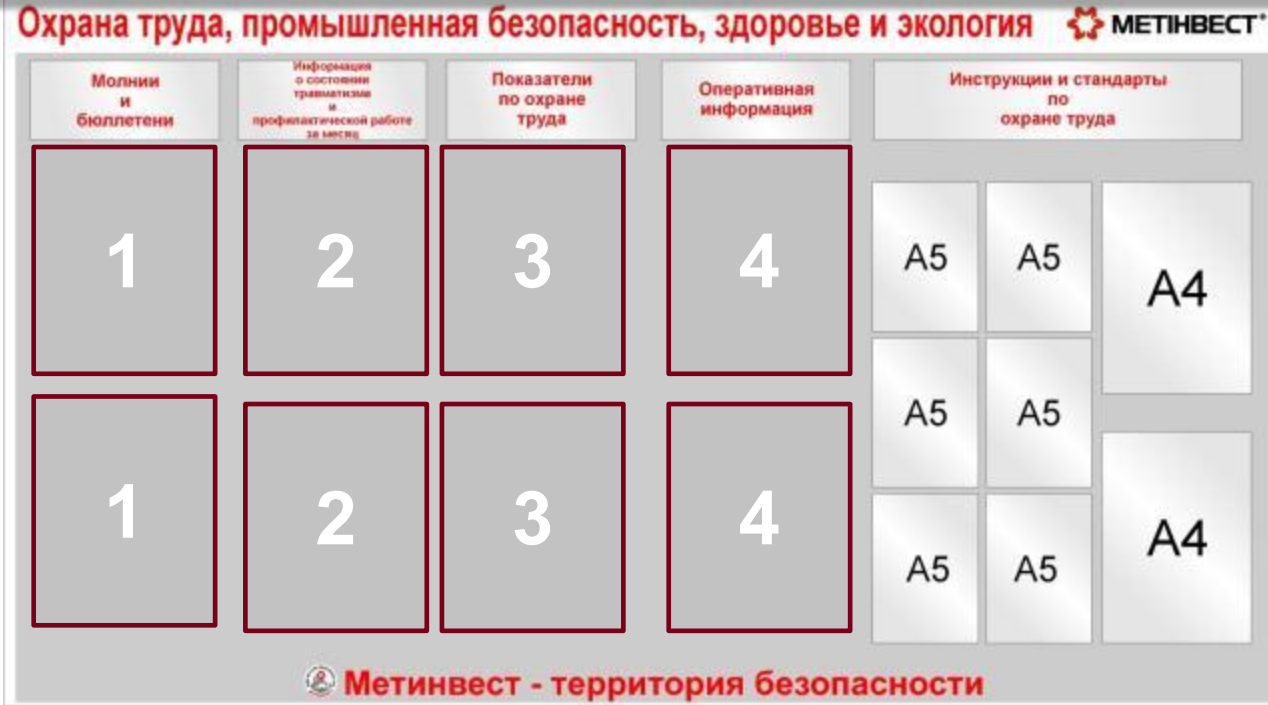 Охрана труда, промышленная безопасность, здоровье и экология
МЕТІНВЕСТ
Молнии
и
бюллетени
Информация
о состоянии
травматизма
и
профилактической работе
за месяц
Показатели
по охране
труда
Оперативная
информация
Инструкции и стандарты
по
охране труда
1
2
3
4
А5
А5
А4
А5
А5
1
2
3
4
А4
А5
А5
Метинвест - территория безопасности